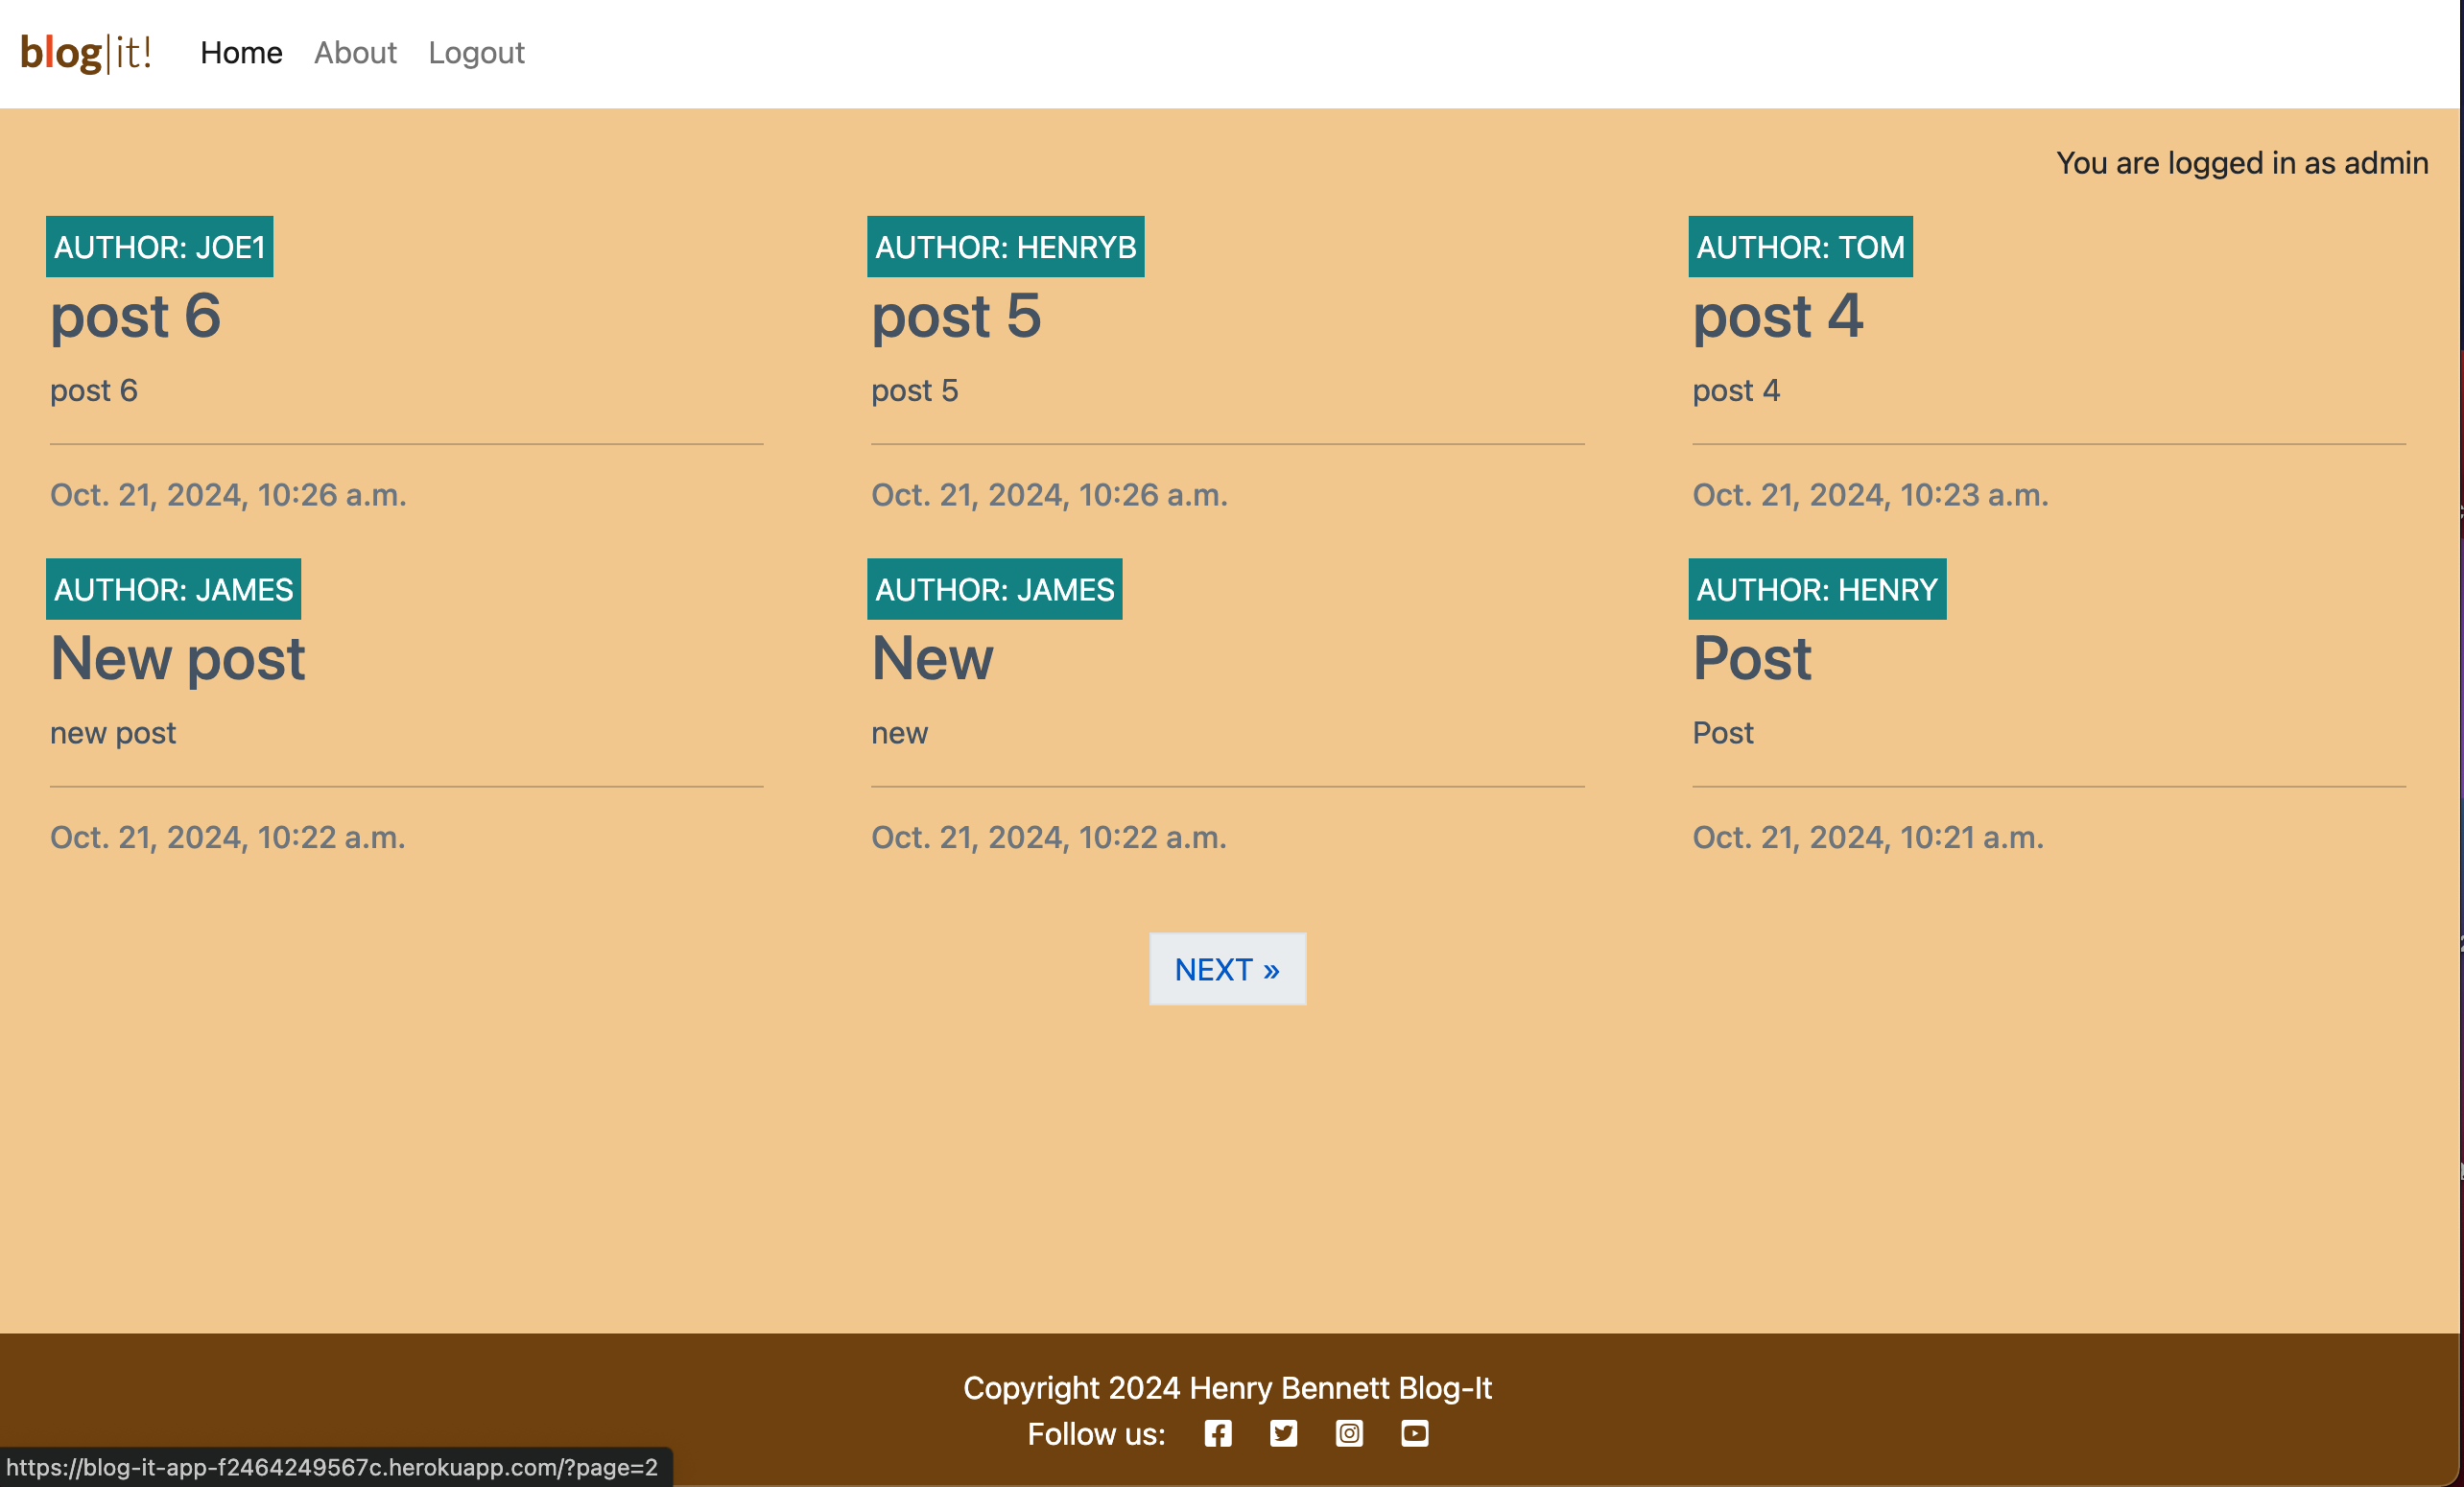 blog|it! Home About Logout
You are logged in as admin
AUTHOR: JOE1
post 6
post 6
Oct. 21, 2024, 10:26 a.m.
AUTHOR: HENRYB
post 5
post 5
Oct. 21, 2024, 10:26 a.m.
AUTHOR: TOM
post 4
post 4
Oct. 21, 2024, 10:23 a.m.
AUTHOR: JAMES
New post
new post
Oct. 21, 2024, 10:22 a.m.
AUTHOR: JAMES
New
new
Oct. 21, 2024, 10:22 a.m.
AUTHOR: HENRY
Post
Post
Oct. 21, 2024, 10:21 a.m.
NEXT »
Copyright 2024 Henry Bennett Blog-It
Follow us:
https://blog-it-app-f2464249567c.herokuapp.com/?page=2